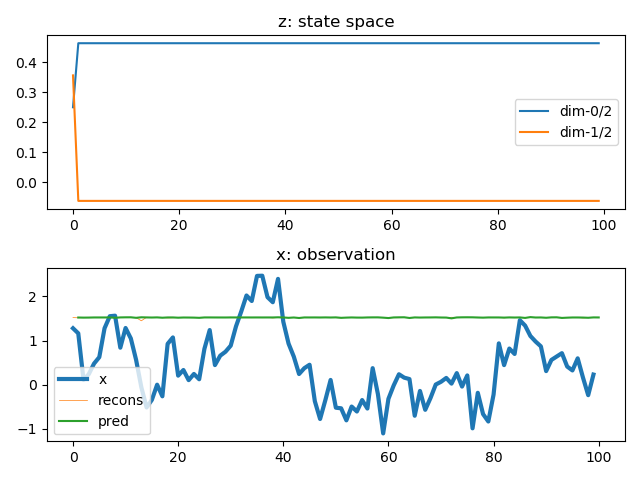 z: state space
0.4
0.3
0.2
0.1
0.0
dim-0/2
dim-1/2
0 20 40 60 80 100
x: observation
2
1
0
−1
x
recons
pred
0 20 40 60 80 100